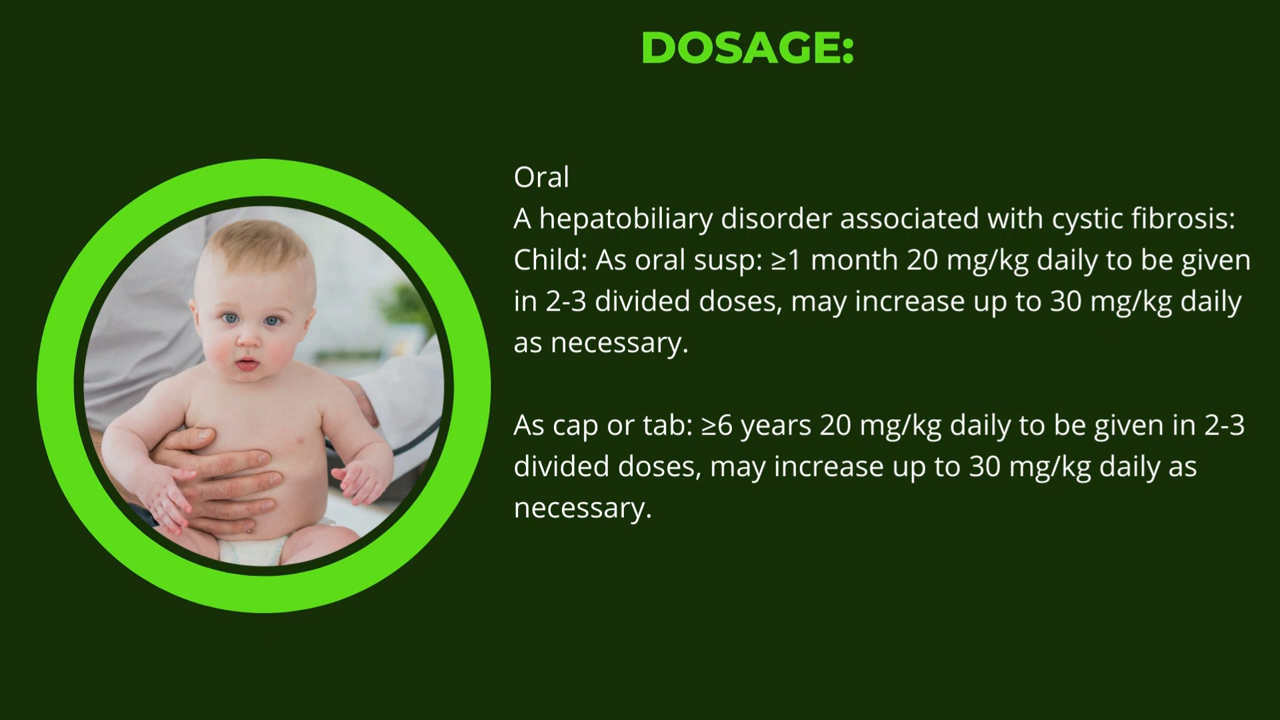 DOSAGE:
Oral
A hepatobiliary disorder associated with cystic fibrosis:
Child: As oral susp: ≥1 month 20 mg/kg daily to be given
in 2-3 divided doses, may increase up to 30 mg/kg daily
as necessary.
As cap or tab: ≥6 years 20 mg/kg daily to be given in 2-3
divided doses, may increase up to 30 mg/kg daily as
necessary.